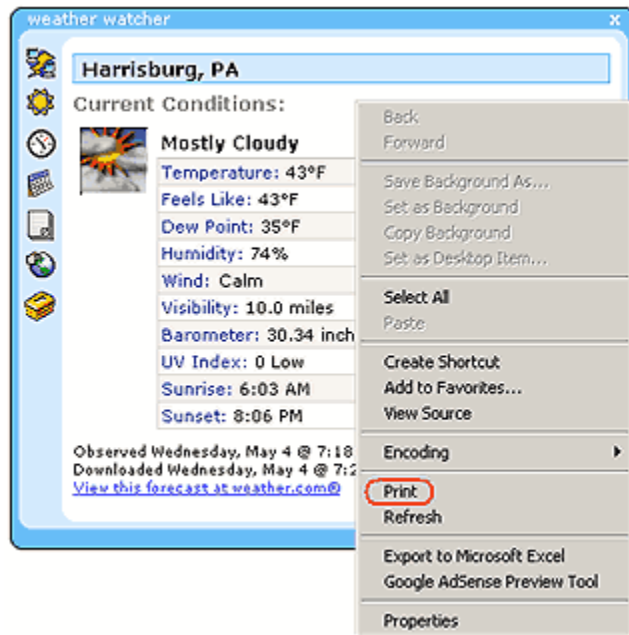 weather watcher
x
Harrisburg, PA
Current Conditions:
Mostly Cloudy
Temperature: 43°F
Feels Like: 43°F
Dew Point: 35°F
Humidity: 74%
Wind: Calm
Visibility: 10.0 miles
Barometer: 30.34 inch
UV Index: 0 Low
Sunrise: 6:03 AM
Sunset: 8:06 PM
Observed Wednesday, May 4 @ 7:18
Downloaded Wednesday, May 4 @ 7:2
View this forecast at weather.com®
Back
Forward
Save Background As...
Set as Background
Copy Background
Set as Desktop Item...
Select All
Paste
Create Shortcut
Add to Favorites...
View Source
Encoding
Print
Refresh
Export to Microsoft Excel
Google AdSense Preview Tool
Properties